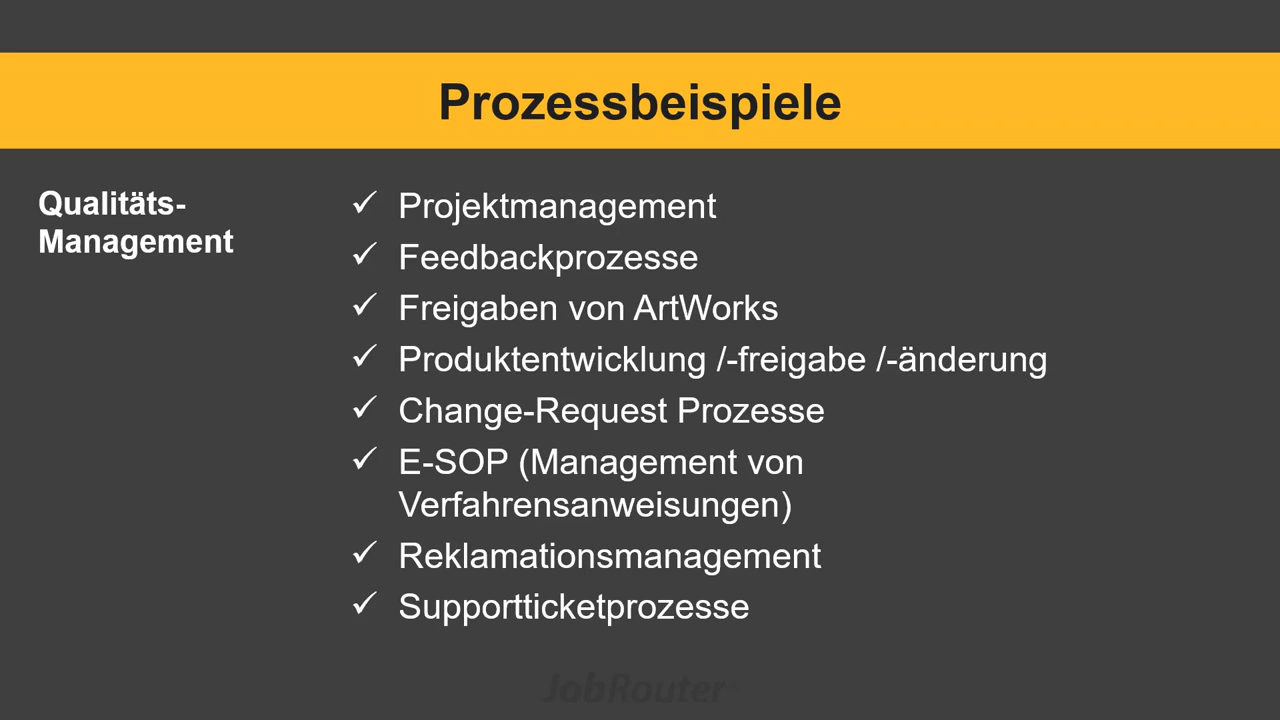 Prozessbeispiele
Qualitäts-
Management
✓ Projektmanagement
✓ Feedbackprozesse
✓ Freigaben von ArtWorks
✓ Produktentwicklung /-freigabe /-änderung
✓ Change-Request Prozesse
✓ E-SOP (Management von
Verfahrensanweisungen)
✓ Reklamationsmanagement
✓ Supportticketprozesse
JobRouter